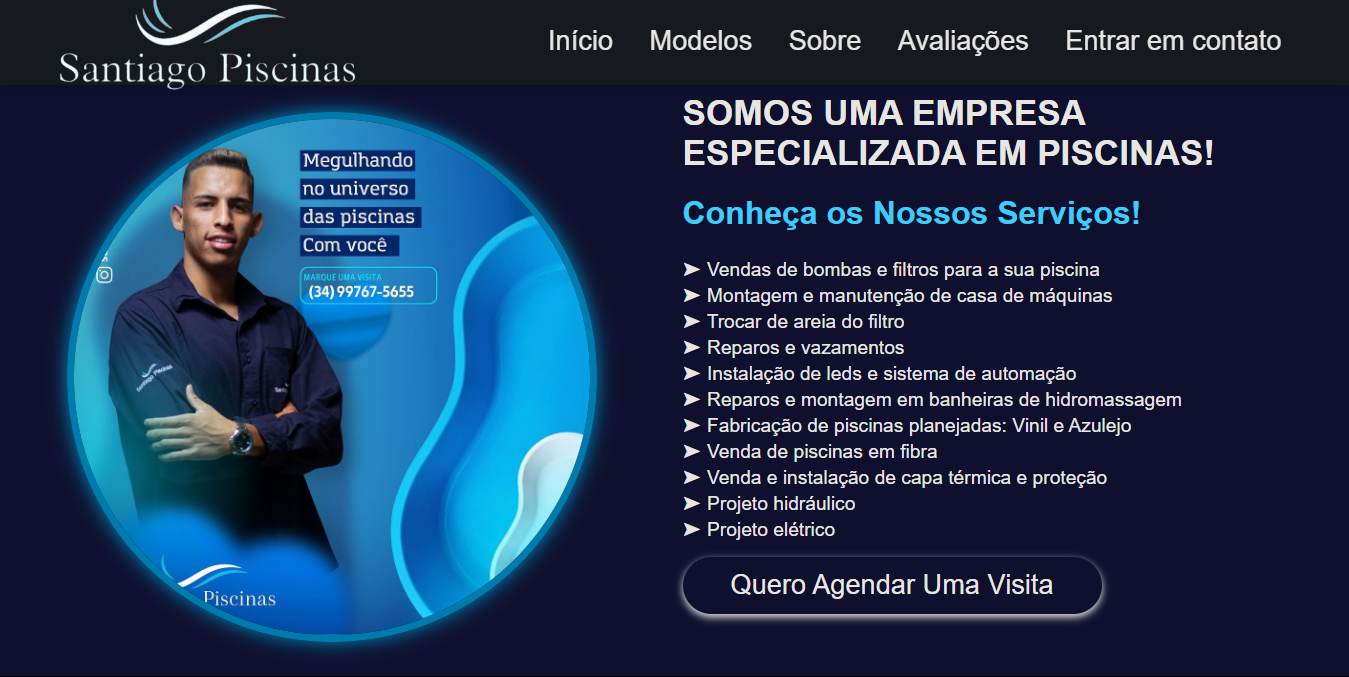 Santiago Piscinas
Início Modelos Sobre Avaliações Entrar em contato
Megulhando
no universo
das piscinas
Com você
MARQUE UMA VISITA
(34) 99767-5655
Santiago Piscinas
Piscinas
SOMOS UMA EMPRESA
ESPECIALIZADA EM PISCINAS!
Conheça os Nossos Serviços!
➤ Vendas de bombas e filtros para a sua piscina
➤ Montagem e manutenção de casa de máquinas
➤ Trocar de areia do filtro
➤ Reparos e vazamentos
➤ Instalação de leds e sistema de automação
➤ Reparos e montagem em banheiras de hidromassagem
➤ Fabricação de piscinas planejadas: Vinil e Azulejo
➤ Venda de piscinas em fibra
➤ Venda e instalação de capa térmica e proteção
➤ Projeto hidráulico
➤ Projeto elétrico
Quero Agendar Uma Visita